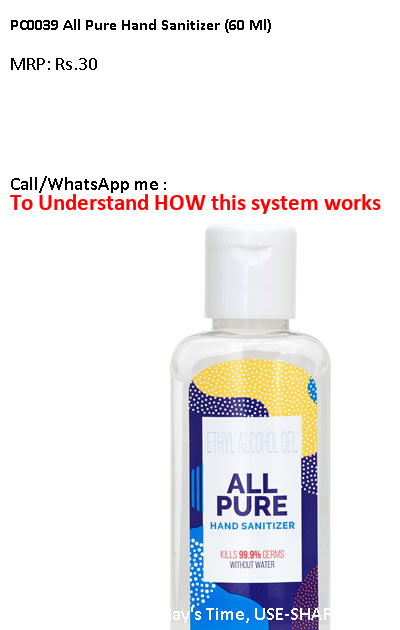 PC0039 All Pure Hand Sanitizer (60 Ml)
MRP: Rs.30
Call/WhatsApp me :
To Understand HOW this system works
ETHYL ALCOHOL GEL
ALL
PURE
HAND SANITIZER
KILLS 99.9% GERMS
WITHOUT WATER
Time, USE-SHAR